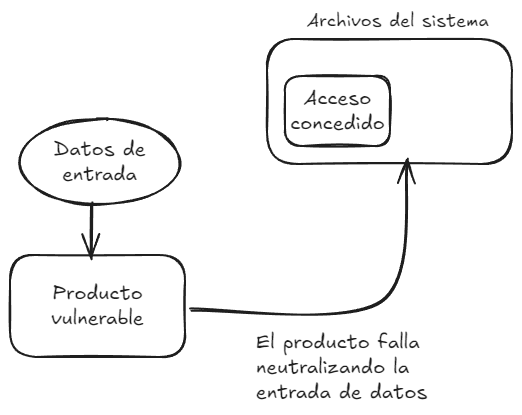 Archivos del sistema
Acceso
concedido
Datos de
entrada
Producto
vulnerable
El producto falla
neutralizando la
entrada de datos